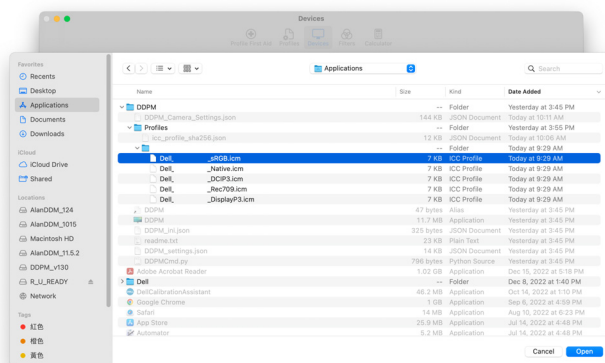 Devices
Profile First Aid Profiles Devices Filters Calculator
Favorites
Recents
Desktop
Applications
Documents
Downloads
iCloud
iCloud Drive
Shared
Locations
AlanDDM_124
AlanDDM_1015
Macintosh HD
AlanDDM_11.5.2
DDPM_v130
R_U_READY
Network
Tags
紅色
橙色
黃色
Applications
Search
Name Size Kind Date Added
DDPM -- Folder Yesterday at 3:45 PM
DDPM_Camera_Settings.json 144 KB JSON Document Today at 10:11 AM
Profiles -- Folder Yesterday at 3:55 PM
icc_profile_sha256.json 12 KB JSON Document Today at 10:06 AM
-- Folder Today at 9:29 AM
Dell_ _sRGB.icm 7 KB ICC Profile Today at 9:29 AM
Dell_ _Native.icm 7 KB ICC Profile Today at 9:29 AM
Dell_ _DCIP3.icm 7 KB ICC Profile Today at 9:29 AM
Dell_ _Rec709.icm 7 KB ICC Profile Today at 9:29 AM
Dell_ _DisplayP3.icm 7 KB ICC Profile Today at 9:29 AM
DDPM 47 bytes Alias Yesterday at 3:45 PM
DDPM 11.7 MB Application Yesterday at 3:45 PM
DDPM_ini.json 325 bytes JSON Document Yesterday at 3:45 PM
readme.txt 23 KB Plain Text Yesterday at 3:45 PM
DDPM_settings.json 14 KB JSON Document Yesterday at 3:45 PM
DDPMCmd.py 796 bytes Python Source Yesterday at 3:45 PM
Adobe Acrobat Reader 1.02 GB Application Dec 15, 2022 at 5:18 PM
Dell -- Folder Dec 8, 2022 at 1:40 PM
DellCalibrationAssistant 46.2 MB Application Oct 14, 2022 at 1:10 PM
Google Chrome 1 GB Application Sep 8, 2022 at 4:59 PM
Safari 14 MB Application Aug 10, 2022 at 6:23 PM
App Store 25.9 MB Application Jul 14, 2022 at 4:48 PM
Automator 5.2 MB Application Jul 14, 2022 at 4:48 PM
Cancel Open